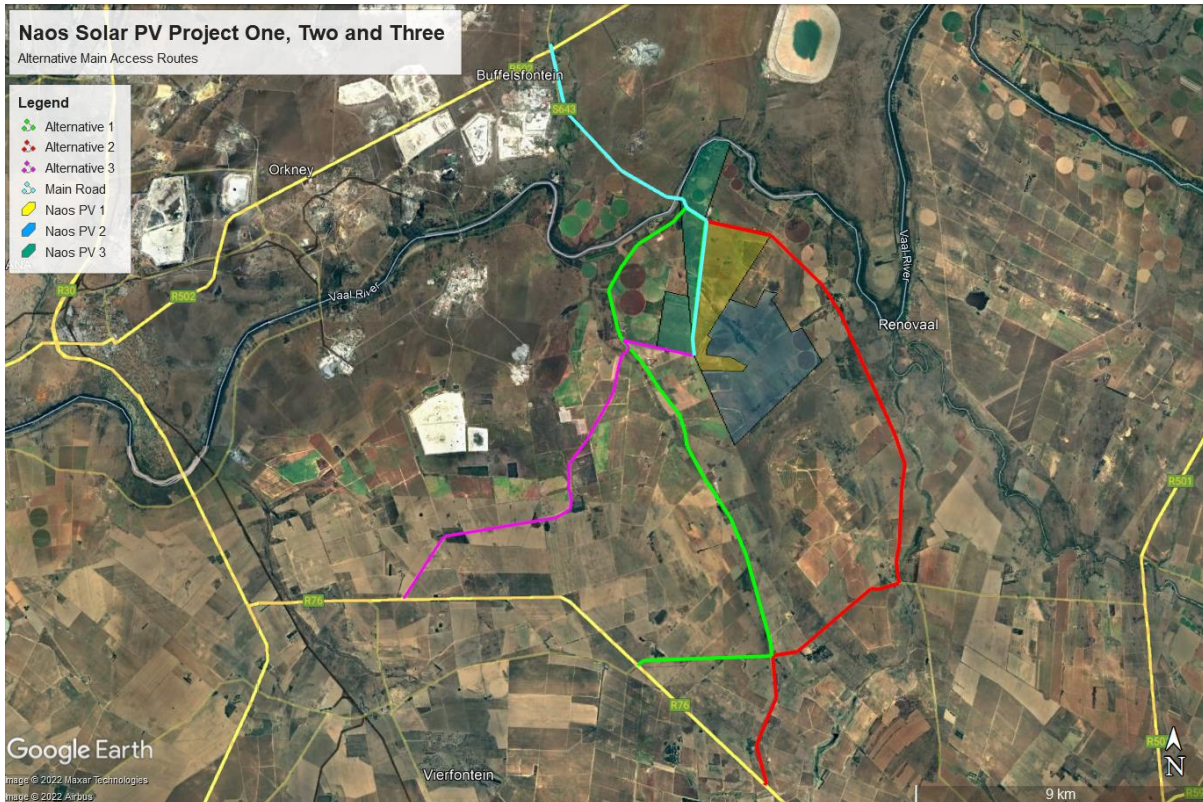 Naos Solar PV Project One, Two and Three
Alternative Main Access Routes
Legend
Alternative 1
Alternative 2
Alternative 3
Main Road
Naos PV 1
Naos PV 2
Naos PV 3
R502
Buffelsfontein
S643
Orkney
R30
R502
Vaal River
Vaal River
Renovaal
R501
R76
R76
Vierfontein
Google Earth
Image © 2022 Maxar Technologies
Image © 2022 Airbus
N
9 km